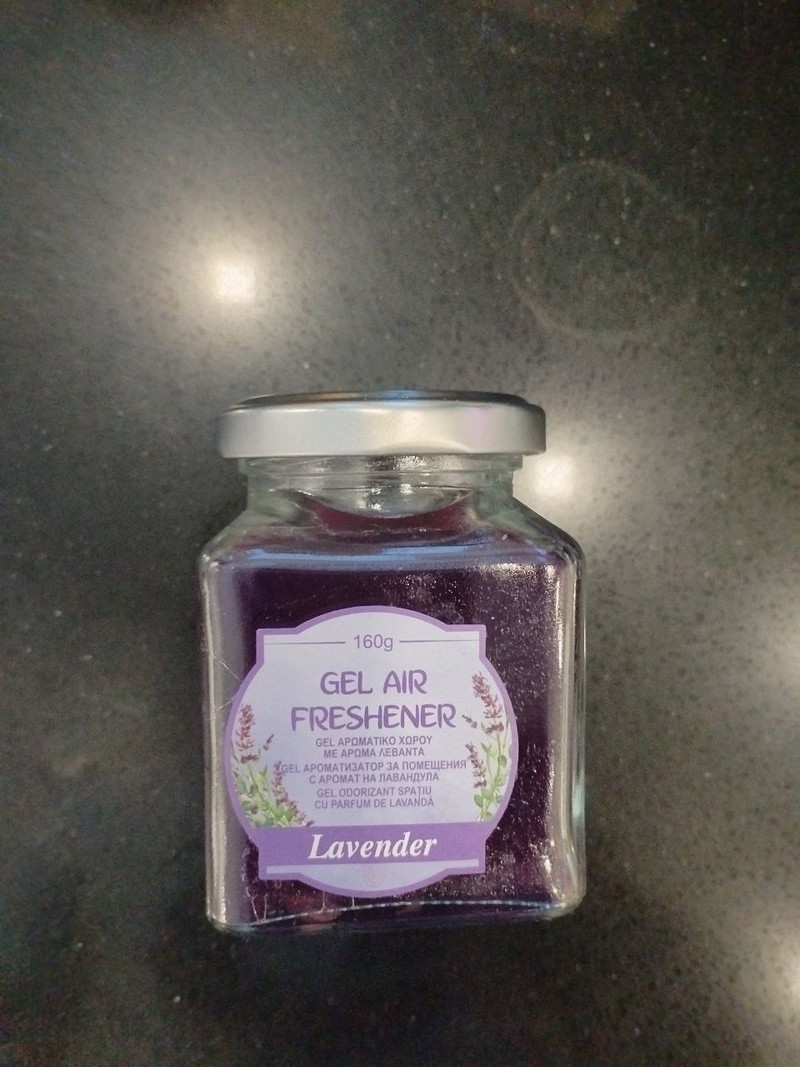 160g
GEL AIR
FRESHENER
GEL ΑΡΩΜΑΤΙΚΟ ΧΩΡΟΥ
ΜΕ ΑΡΩΜΑ ΛΕΒΑΝΤΑ
GEL АРОМАТИЗАТОР ЗА ПОМЕЩЕНИЯ
С АРОМАТ НА ЛАВАНДУЛА
GEL ODORIZANT SPAȚIU
CU PARFUM DE LAVANDĂ
Lavender